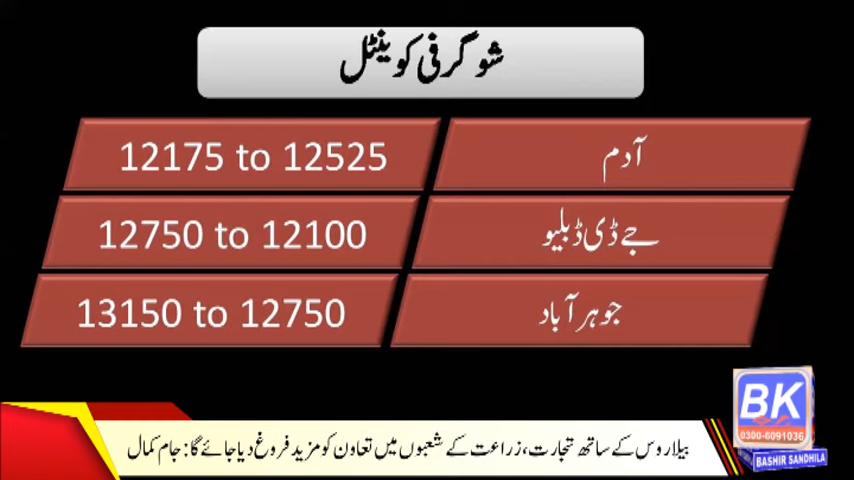 شوگر فی کوینٹل
آدم
12175 to 12525
جے ڈی ڈبلیو
12750 to 12100
جوہر آباد
13150 to 12750
BK
0300-6091036
BASHIR SANDHILA
بیلاروس کے ساتھ تجارت، زراعت کے شعبوں میں تعاون کو مزید فروغ دیا جائے گا: جام کمال